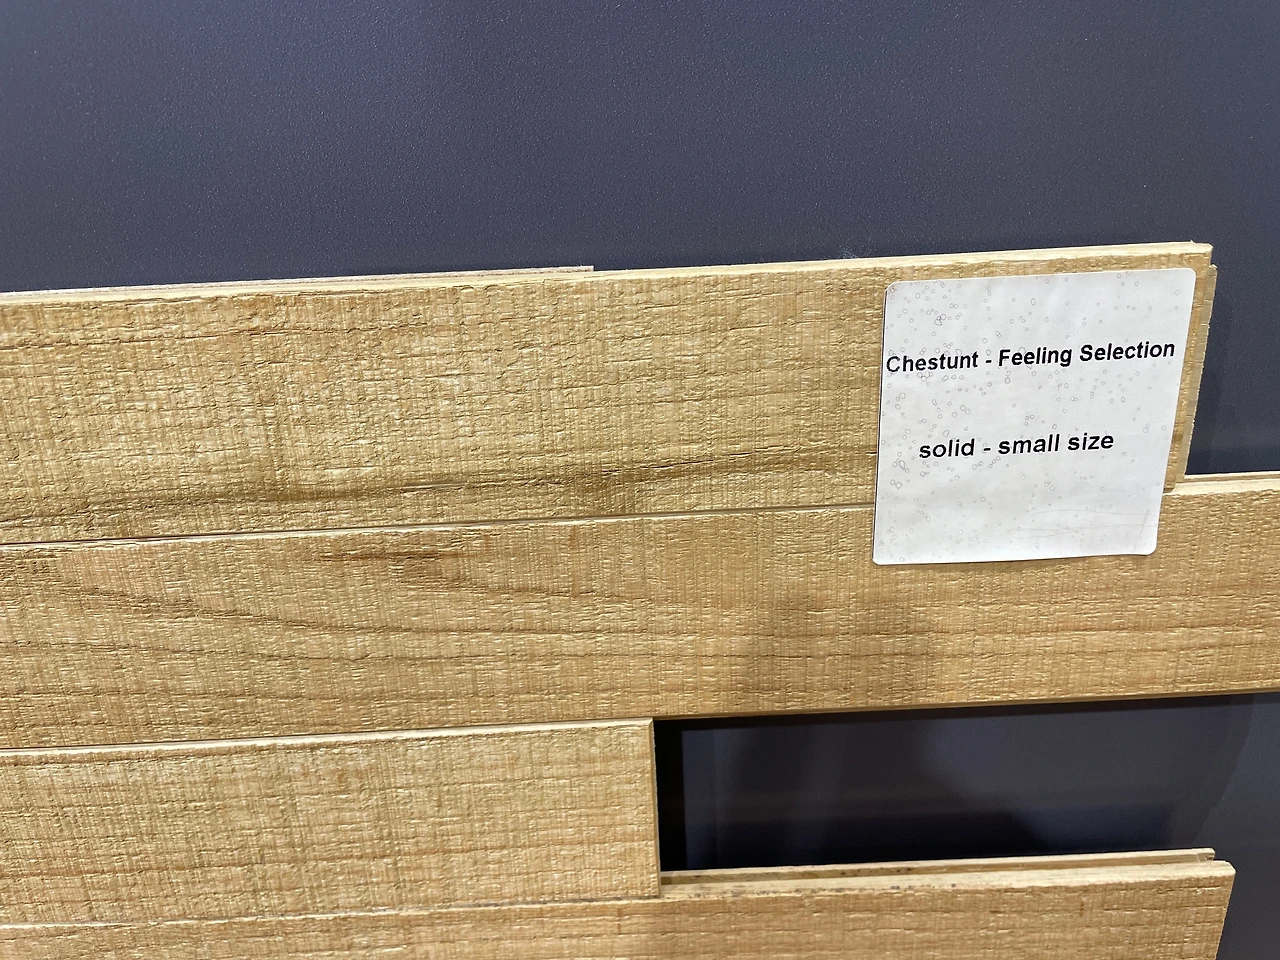 Chestunt - Feeling Selection
solid - small size